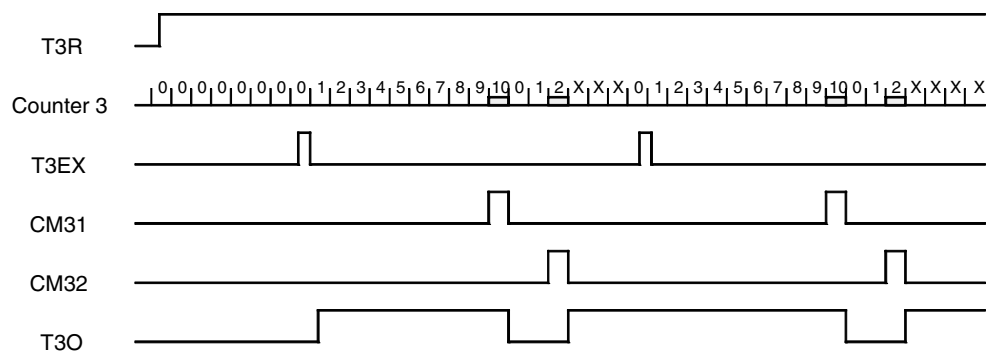 T3R
0 0 0 0 0 0 0 0 1 2 3 4 5 6 7 8 9 10 0 1 2 X X X 0 1 2 3 4 5 6 7 8 9 10 0 1 2 X X X X
Counter 3
T3EX
CM31
CM32
T3O